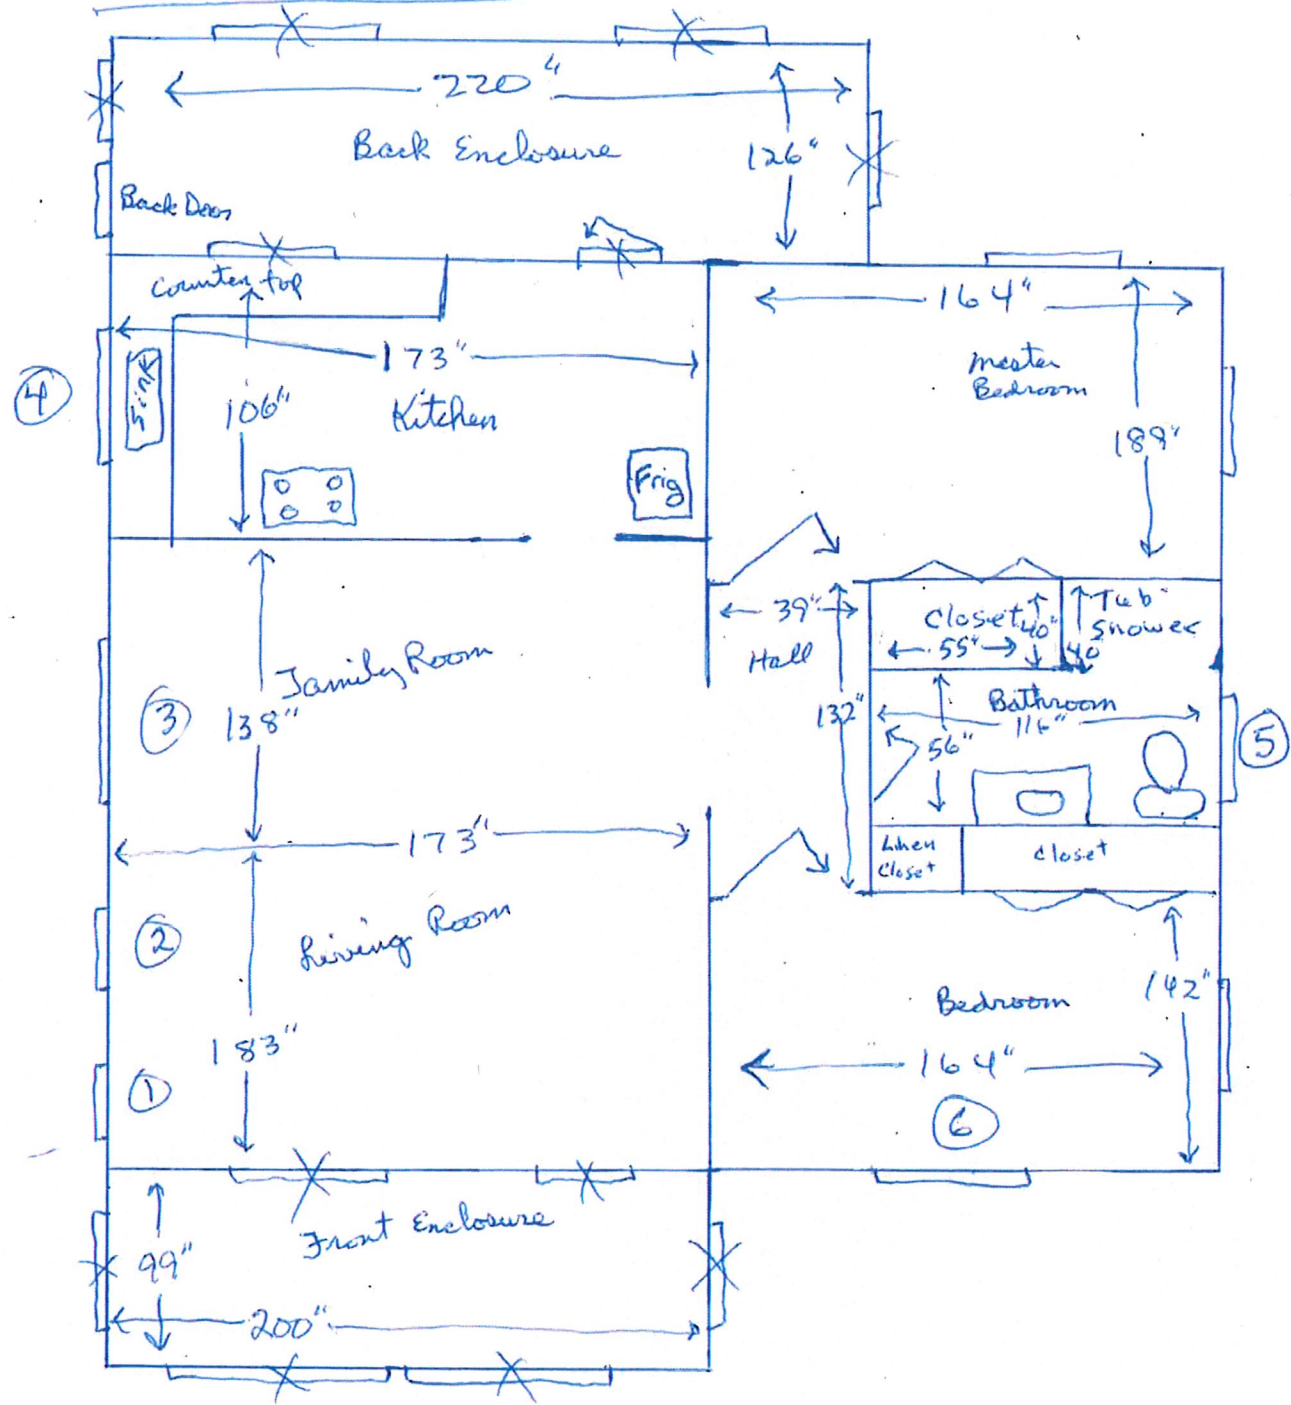 220"
Back Enclosure
126"
Back Door
Counter top
164"
173"
Master
Bedroom
Sink
106"
Kitchen
4
189"
Frig
39"
Hall
Closet
40"
55"
Tub
Shower
40"
Family Room
3
138"
132"
Bathroom
116"
56"
5
173"
Linen
Closet
Closet
2
Living Room
142"
Bedroom
183"
1
164"
6
Front Enclosure
99"
200"